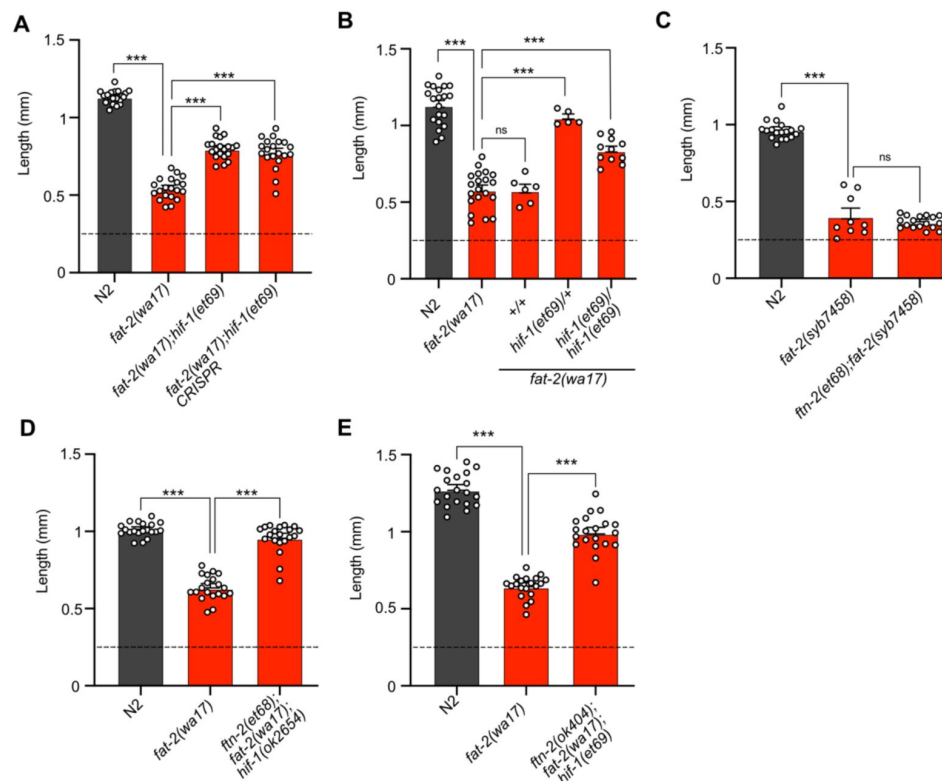 A
1.5
***
***
***
1
Length (mm)
0.5
0
N2
fat-2(wa17)
fat-2(wa17);hif-1(et69)
fat-2(wa17);hif-1(et69)
CRISPR
B
1.5
***
***
***
ns
1
Length (mm)
0.5
0
N2
fat-2(wa17)
+/+
hif-1(et69)/+
hif-1(et69)/
hif-1(et69)
fat-2(wa17)
C
1.5
***
1
Length (mm)
ns
0.5
0
N2
fat-2(syb7458)
ftn-2(et68);fat-2(syb7458)
D
1.5
***
***
1
Length (mm)
0.5
0
N2
fat-2(wa17)
ftn-2(et68);
fat-2(wa17);
hif-1(ok2654)
E
1.5
***
***
1
Length (mm)
0.5
0
N2
fat-2(wa17)
ftn-2(ok404);
fat-2(wa17);
hif-1(et69)